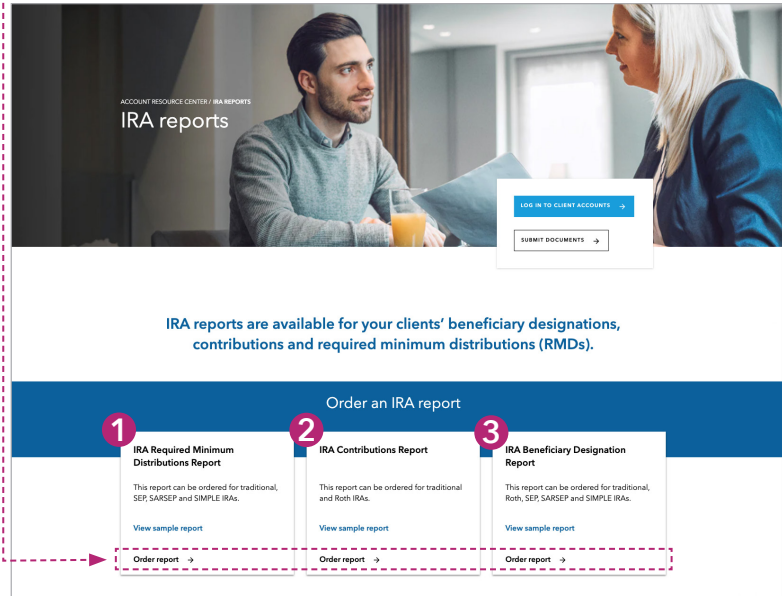 ACCOUNT RESOURCE CENTER / IRA REPORTS
IRA reports
LOG IN TO CLIENT ACCOUNTS →
SUBMIT DOCUMENTS →
IRA reports are available for your clients’ beneficiary designations,
contributions and required minimum distributions (RMDs).
Order an IRA report
1
IRA Required Minimum
Distributions Report
This report can be ordered for traditional,
SEP, SARSEP and SIMPLE IRAs.
View sample report
Order report →
2
IRA Contributions Report
This report can be ordered for traditional
and Roth IRAs.
View sample report
Order report →
3
IRA Beneficiary Designation
Report
This report can be ordered for traditional,
Roth, SEP, SARSEP and SIMPLE IRAs.
View sample report
Order report →